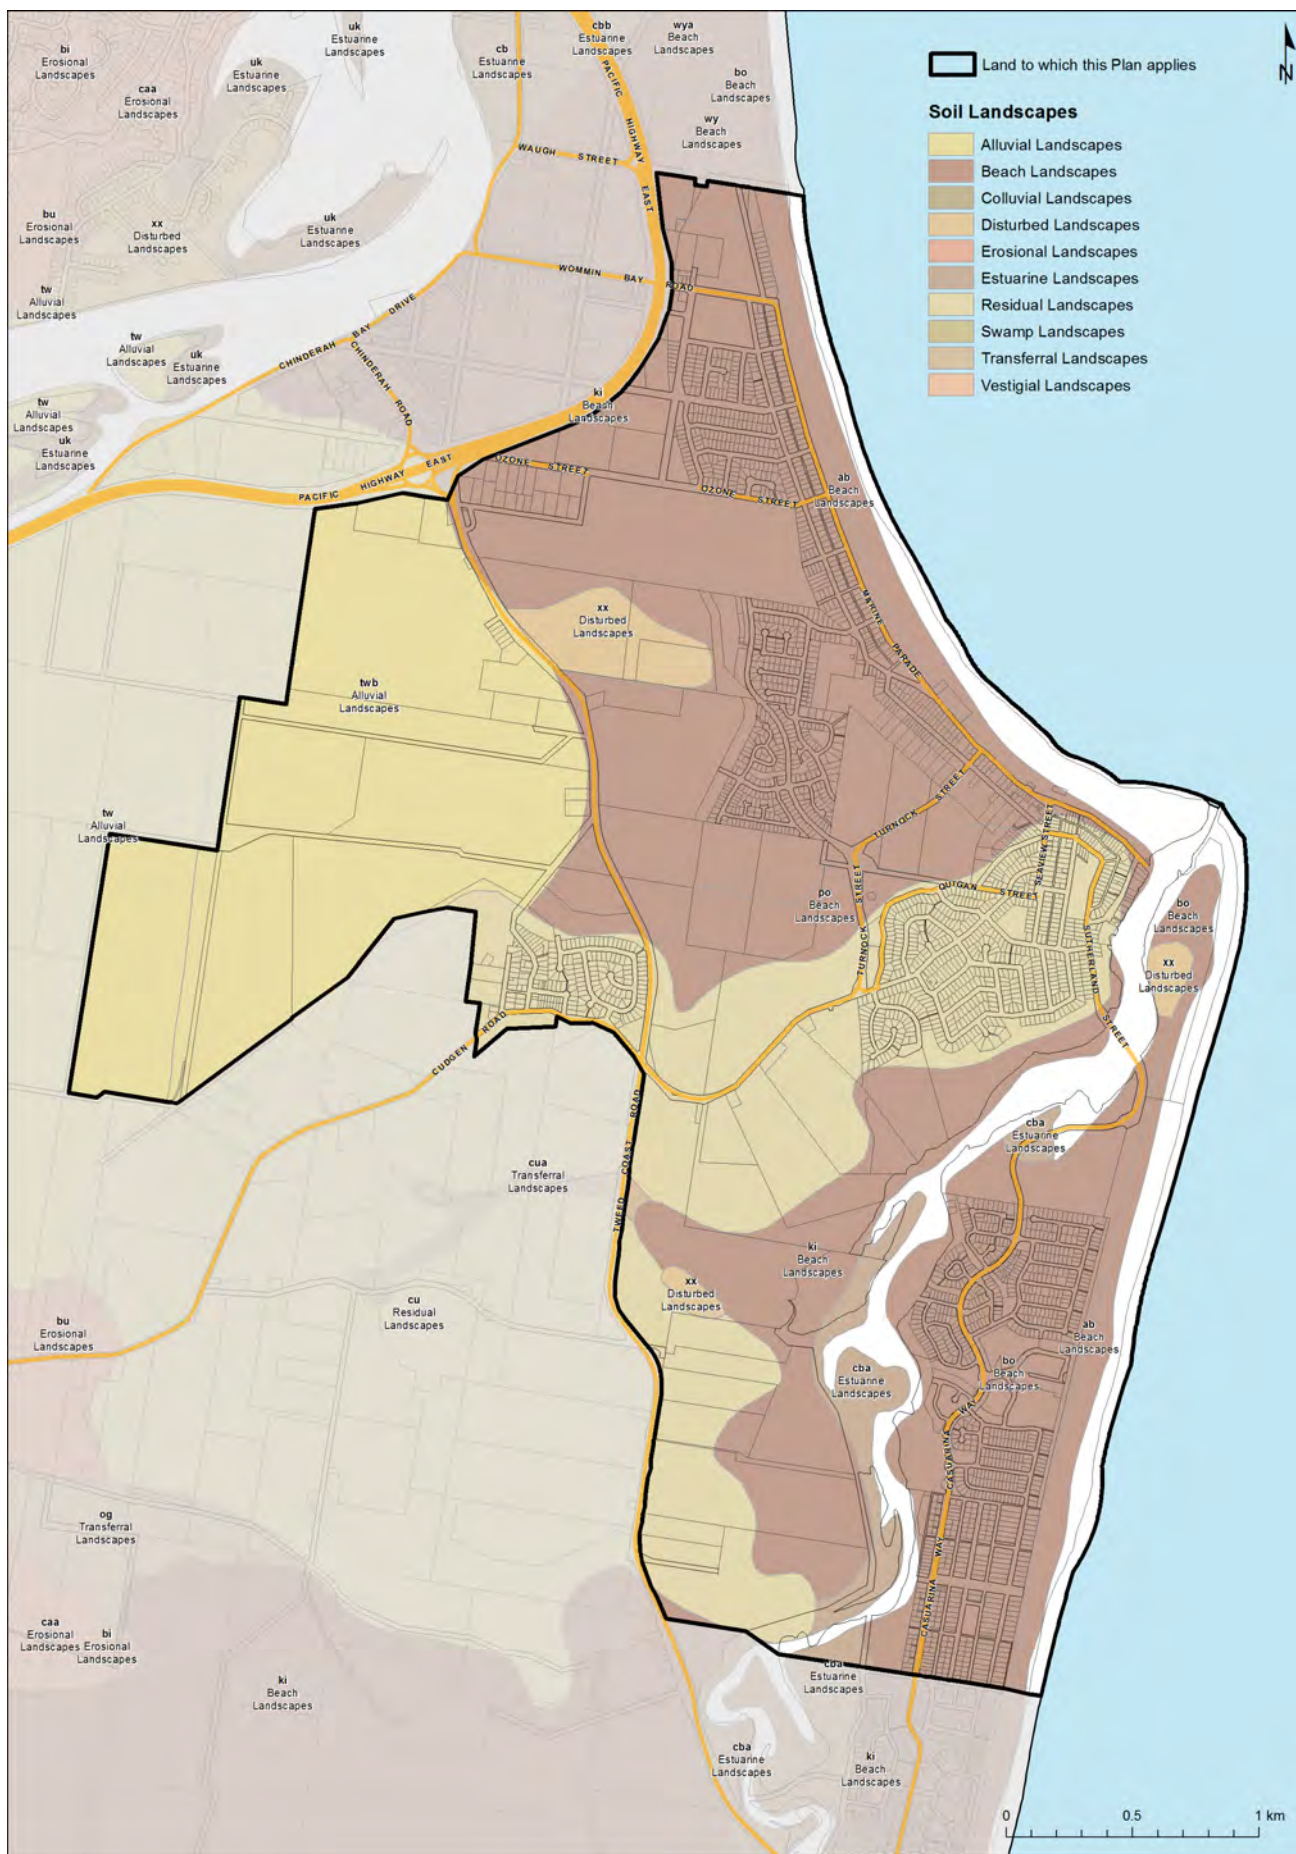 uk
Estuarine
Landscapes
cbb
Estuarine
Landscapes
wya
Beach
Landscapes
bi
Erosional
Landscapes
uk
Estuarine
Landscapes
cb
Estuarine
Landscapes
caa
Erosional
Landscapes
bo
Beach
Landscapes
wy
Beach
Landscapes
PACIFIC HIGHWAY EAST
WAUGH STREET
N
Land to which this Plan applies
Soil Landscapes
Alluvial Landscapes
Beach Landscapes
Colluvial Landscapes
Disturbed Landscapes
Erosional Landscapes
Estuarine Landscapes
Residual Landscapes
Swamp Landscapes
Transferral Landscapes
Vestigial Landscapes
bu
Erosional
Landscapes
xx
Disturbed
Landscapes
uk
Estuarine
Landscapes
WOMMIN BAY ROAD
tw
Alluvial
Landscapes
CHINDERAH BAY DRIVE
CHINDERAH ROAD
tw
Alluvial
Landscapes
uk
Estuarine
Landscapes
tw
Alluvial
Landscapes
uk
Estuarine
Landscapes
ki
Beach
Landscapes
PACIFIC HIGHWAY EAST
OZONE STREET
OZONE STREET
ab
Beach
Landscapes
MARINE PARADE
xx
Disturbed
Landscapes
twb
Alluvial
Landscapes
tw
Alluvial
Landscapes
TURNOCK STREET
TURNOCK STREET
SEAVIEW STREET
QUIGAN STREET
po
Beach
Landscapes
SUTHERLAND STREET
bo
Beach
Landscapes
xx
Disturbed
Landscapes
CUDGEN ROAD
TWEED COAST ROAD
cba
Estuarine
Landscapes
cua
Transferral
Landscapes
ki
Beach
Landscapes
xx
Disturbed
Landscapes
cu
Residual
Landscapes
bu
Erosional
Landscapes
ab
Beach
Landscapes
bo
Beach
Landscapes
cba
Estuarine
Landscapes
CASUARINA WAY
CASUARINA WAY
og
Transferral
Landscapes
caa
Erosional
Landscapes
bi
Erosional
Landscapes
ki
Beach
Landscapes
cba
Estuarine
Landscapes
cba
Estuarine
Landscapes
ki
Beach
Landscapes
0 0.5 1 km